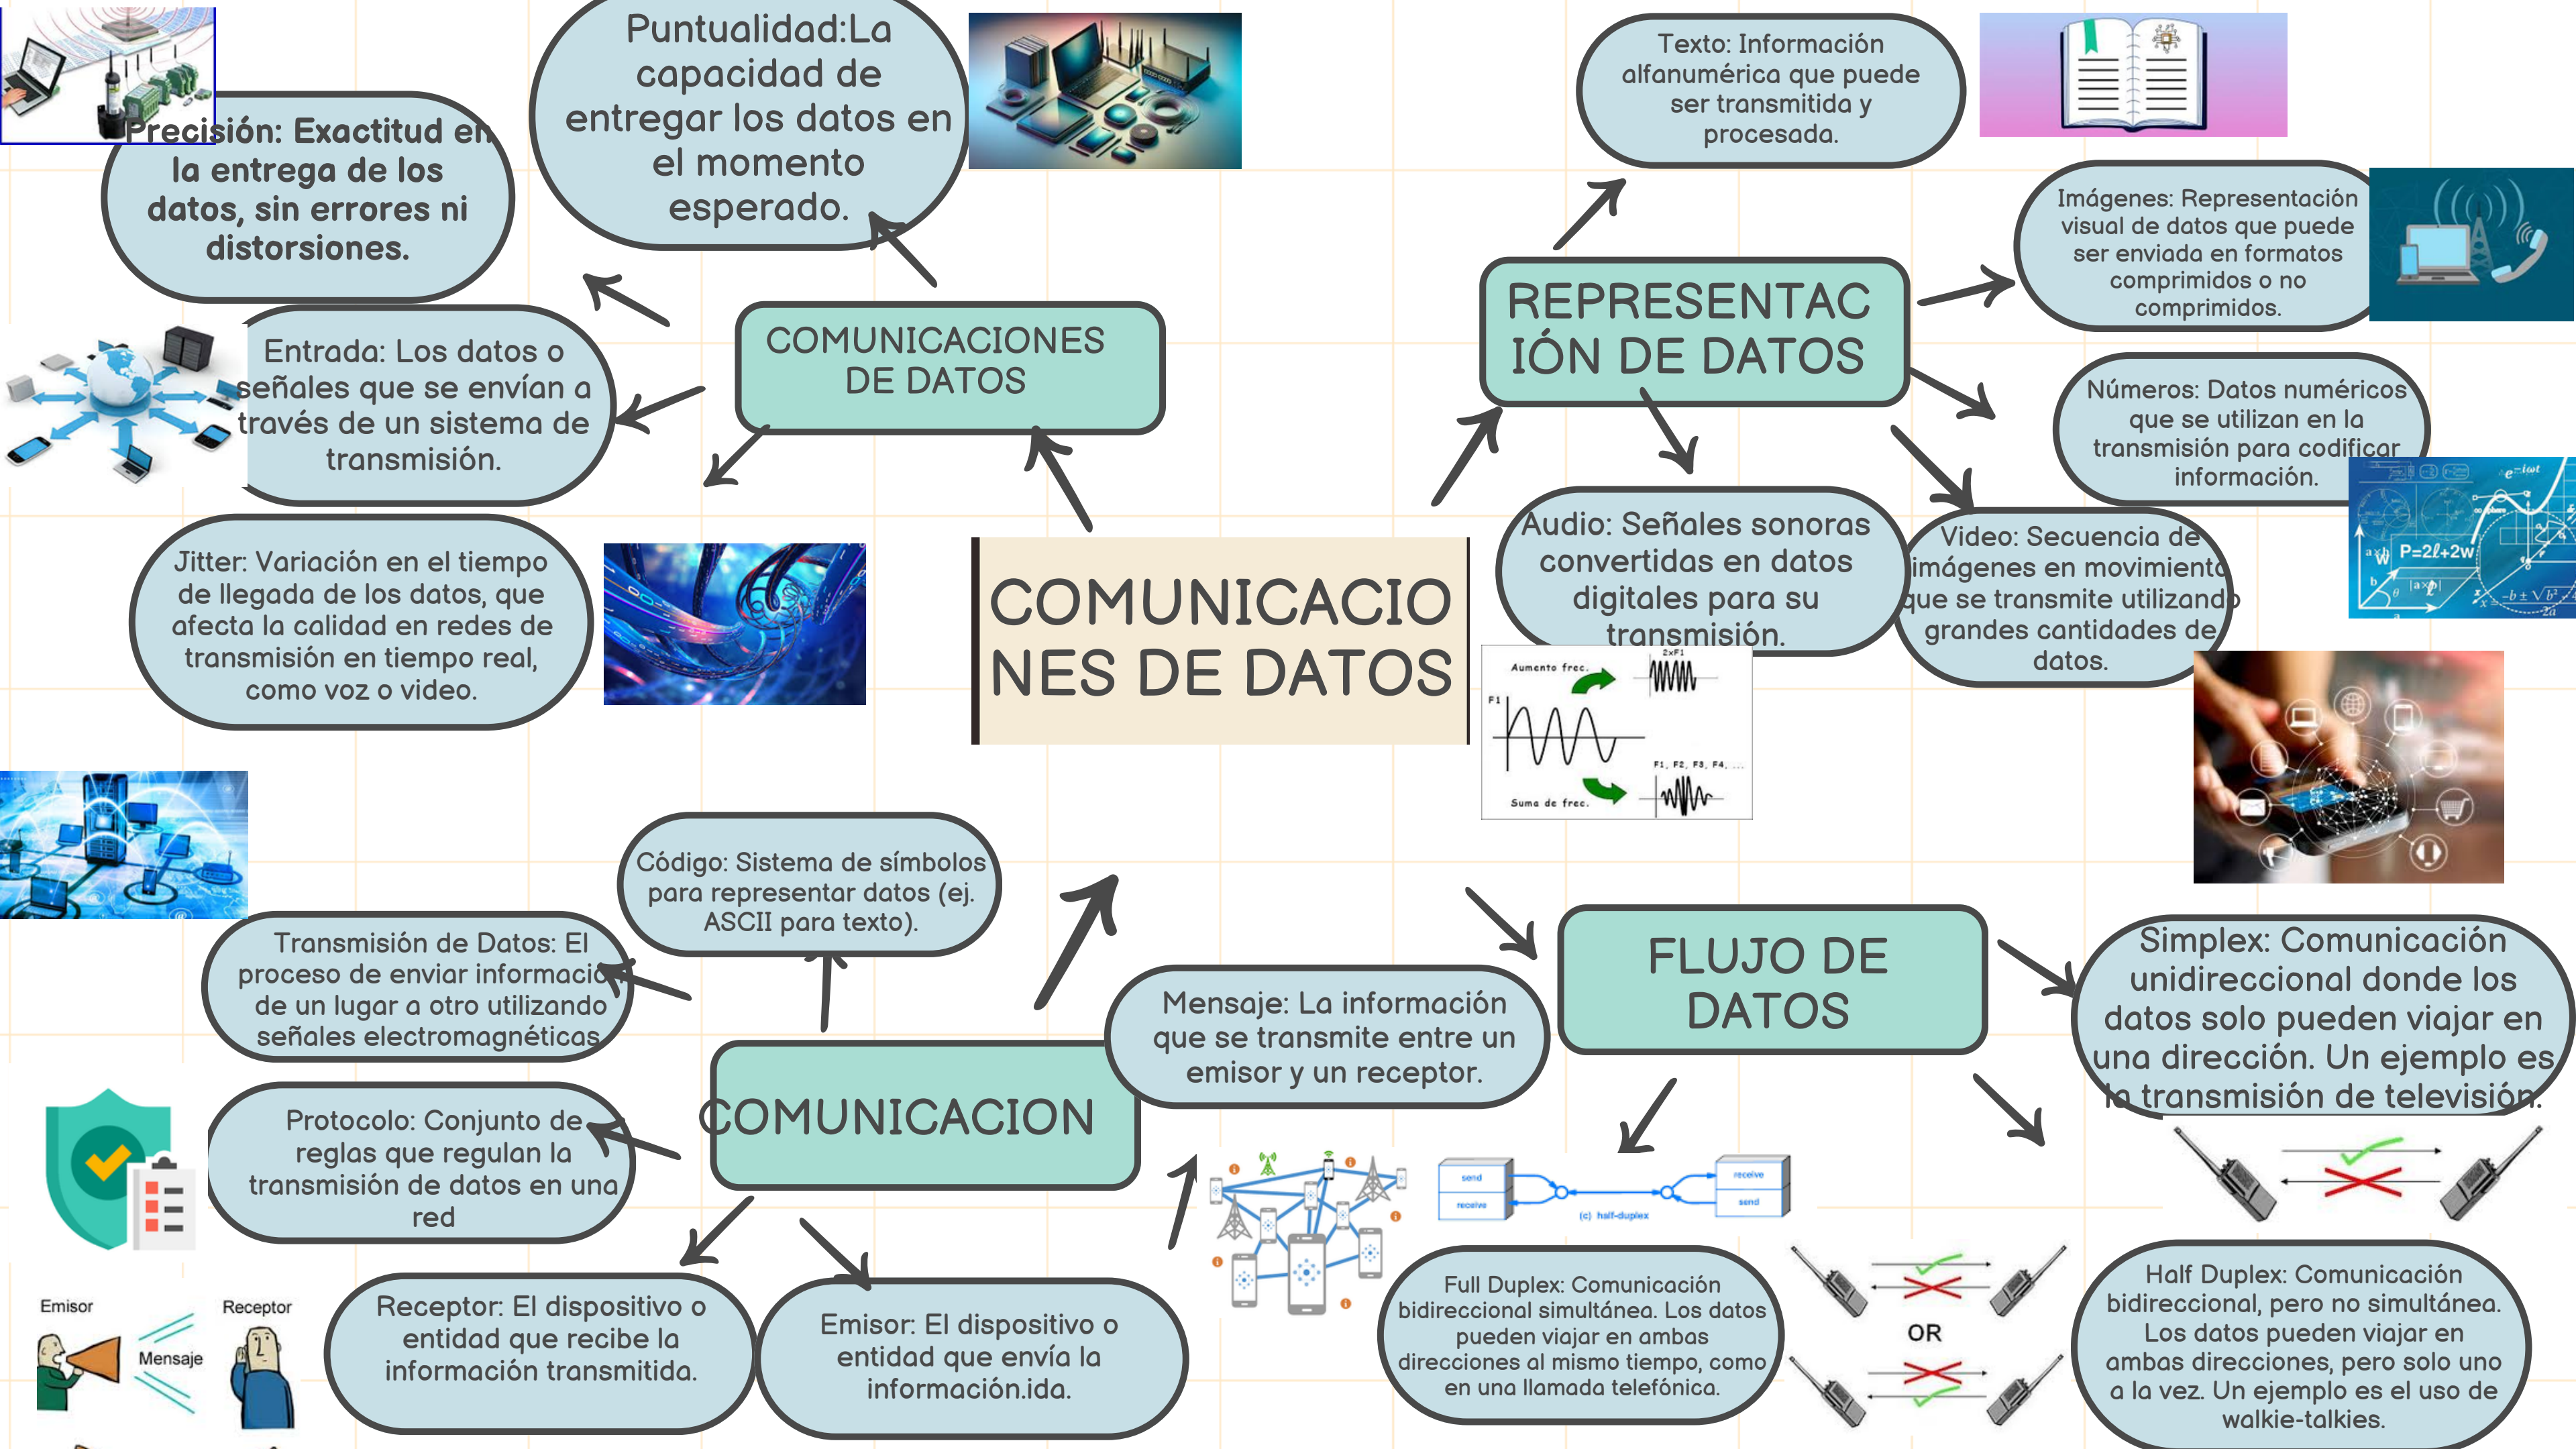 Puntualidad:La
capacidad de
entregar los datos en
el momento
esperado.
Precisión: Exactitud en
la entrega de los
datos, sin errores ni
distorsiones.
COMUNICACIONES
DE DATOS
Entrada: Los datos o
señales que se envían a
través de un sistema de
transmisión.
Jitter: Variación en el tiempo
de llegada de los datos, que
afecta la calidad en redes de
transmisión en tiempo real,
como voz o video.
Texto: Información
alfanumérica que puede
ser transmitida y
procesada.
Imágenes: Representación
visual de datos que puede
ser enviada en formatos
comprimidos o no
comprimidos.
REPRESENTAC
IÓN DE DATOS
Números: Datos numéricos
que se utilizan en la
transmisión para codificar
información.
Audio: Señales sonoras
convertidas en datos
digitales para su
transmisión.
Video: Secuencia de
imágenes en movimiento
que se transmite utilizando
grandes cantidades de
datos.
P=2ℓ+2w
COMUNICACIO
NES DE DATOS
Aumento frec.
2xF1
F1
F1, F2, F3, F4, ...
Suma de frec.
Código: Sistema de símbolos
para representar datos (ej.
ASCII para texto).
Transmisión de Datos: El
proceso de enviar información
de un lugar a otro utilizando
señales electromagnéticas
COMUNICACION
Mensaje: La información
que se transmite entre un
emisor y un receptor.
Protocolo: Conjunto de
reglas que regulan la
transmisión de datos en una
red
Receptor: El dispositivo o
entidad que recibe la
información transmitida.
Emisor: El dispositivo o
entidad que envía la
información.ida.
Emisor
Receptor
Mensaje
FLUJO DE
DATOS
Simplex: Comunicación
unidireccional donde los
datos solo pueden viajar en
una dirección. Un ejemplo es
la transmisión de televisión.
send
receive
receive
send
(c) half-duplex
Full Duplex: Comunicación
bidireccional simultánea. Los datos
pueden viajar en ambas
direcciones al mismo tiempo, como
en una llamada telefónica.
OR
Half Duplex: Comunicación
bidireccional, pero no simultánea.
Los datos pueden viajar en
ambas direcciones, pero solo uno
a la vez. Un ejemplo es el uso de
walkie-talkies.